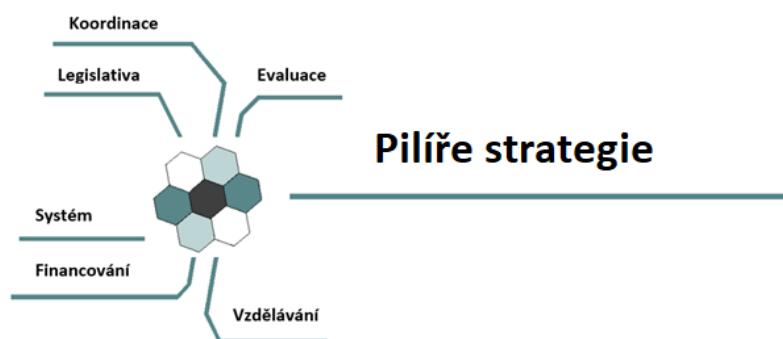 Koordinace
Legislativa
Evaluace
Pilíře strategie
Systém
Financování
Vzdělávání